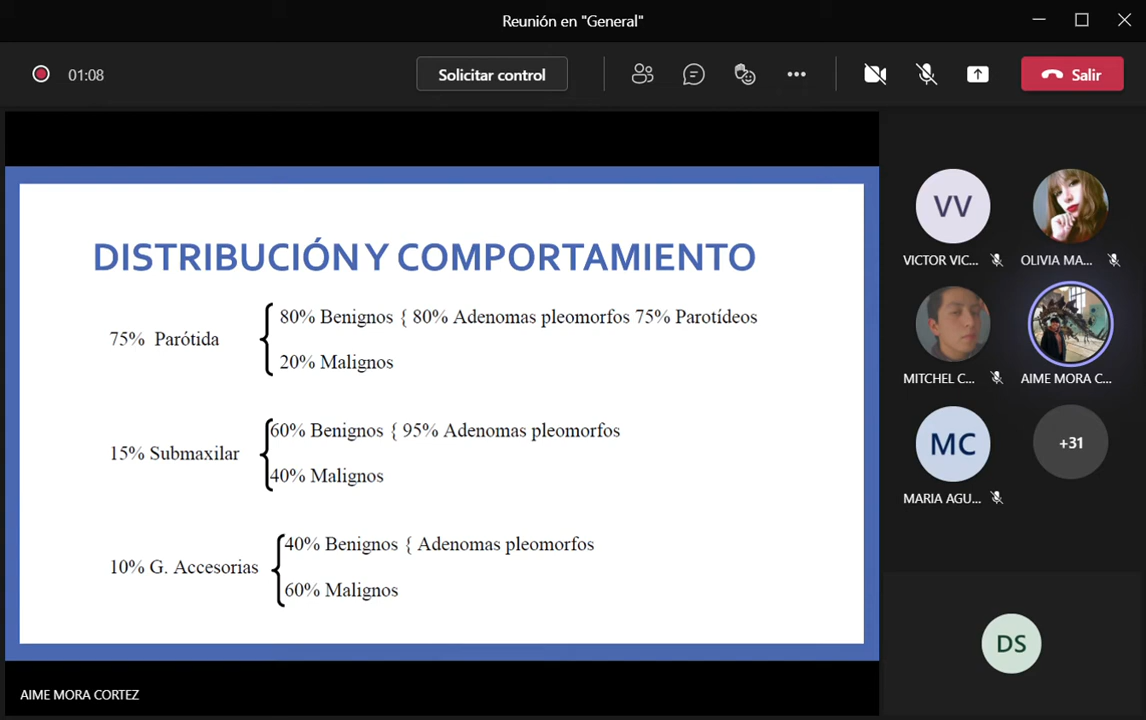 Reunión en "General"
01:08
Solicitar control
Salir
DISTRIBUCIÓN Y COMPORTAMIENTO
80% Benignos { 80% Adenomas pleomorfos 75% Parotídeos
75% Parótida
20% Malignos
60% Benignos { 95% Adenomas pleomorfos
15% Submaxilar
40% Malignos
40% Benignos { Adenomas pleomorfos
10% G. Accesorias
60% Malignos
VV
VICTOR VIC...
OLIVIA MA...
MITCHEL C...
AIME MORA C...
MC
+31
MARIA AGU...
DS
AIME MORA CORTEZ